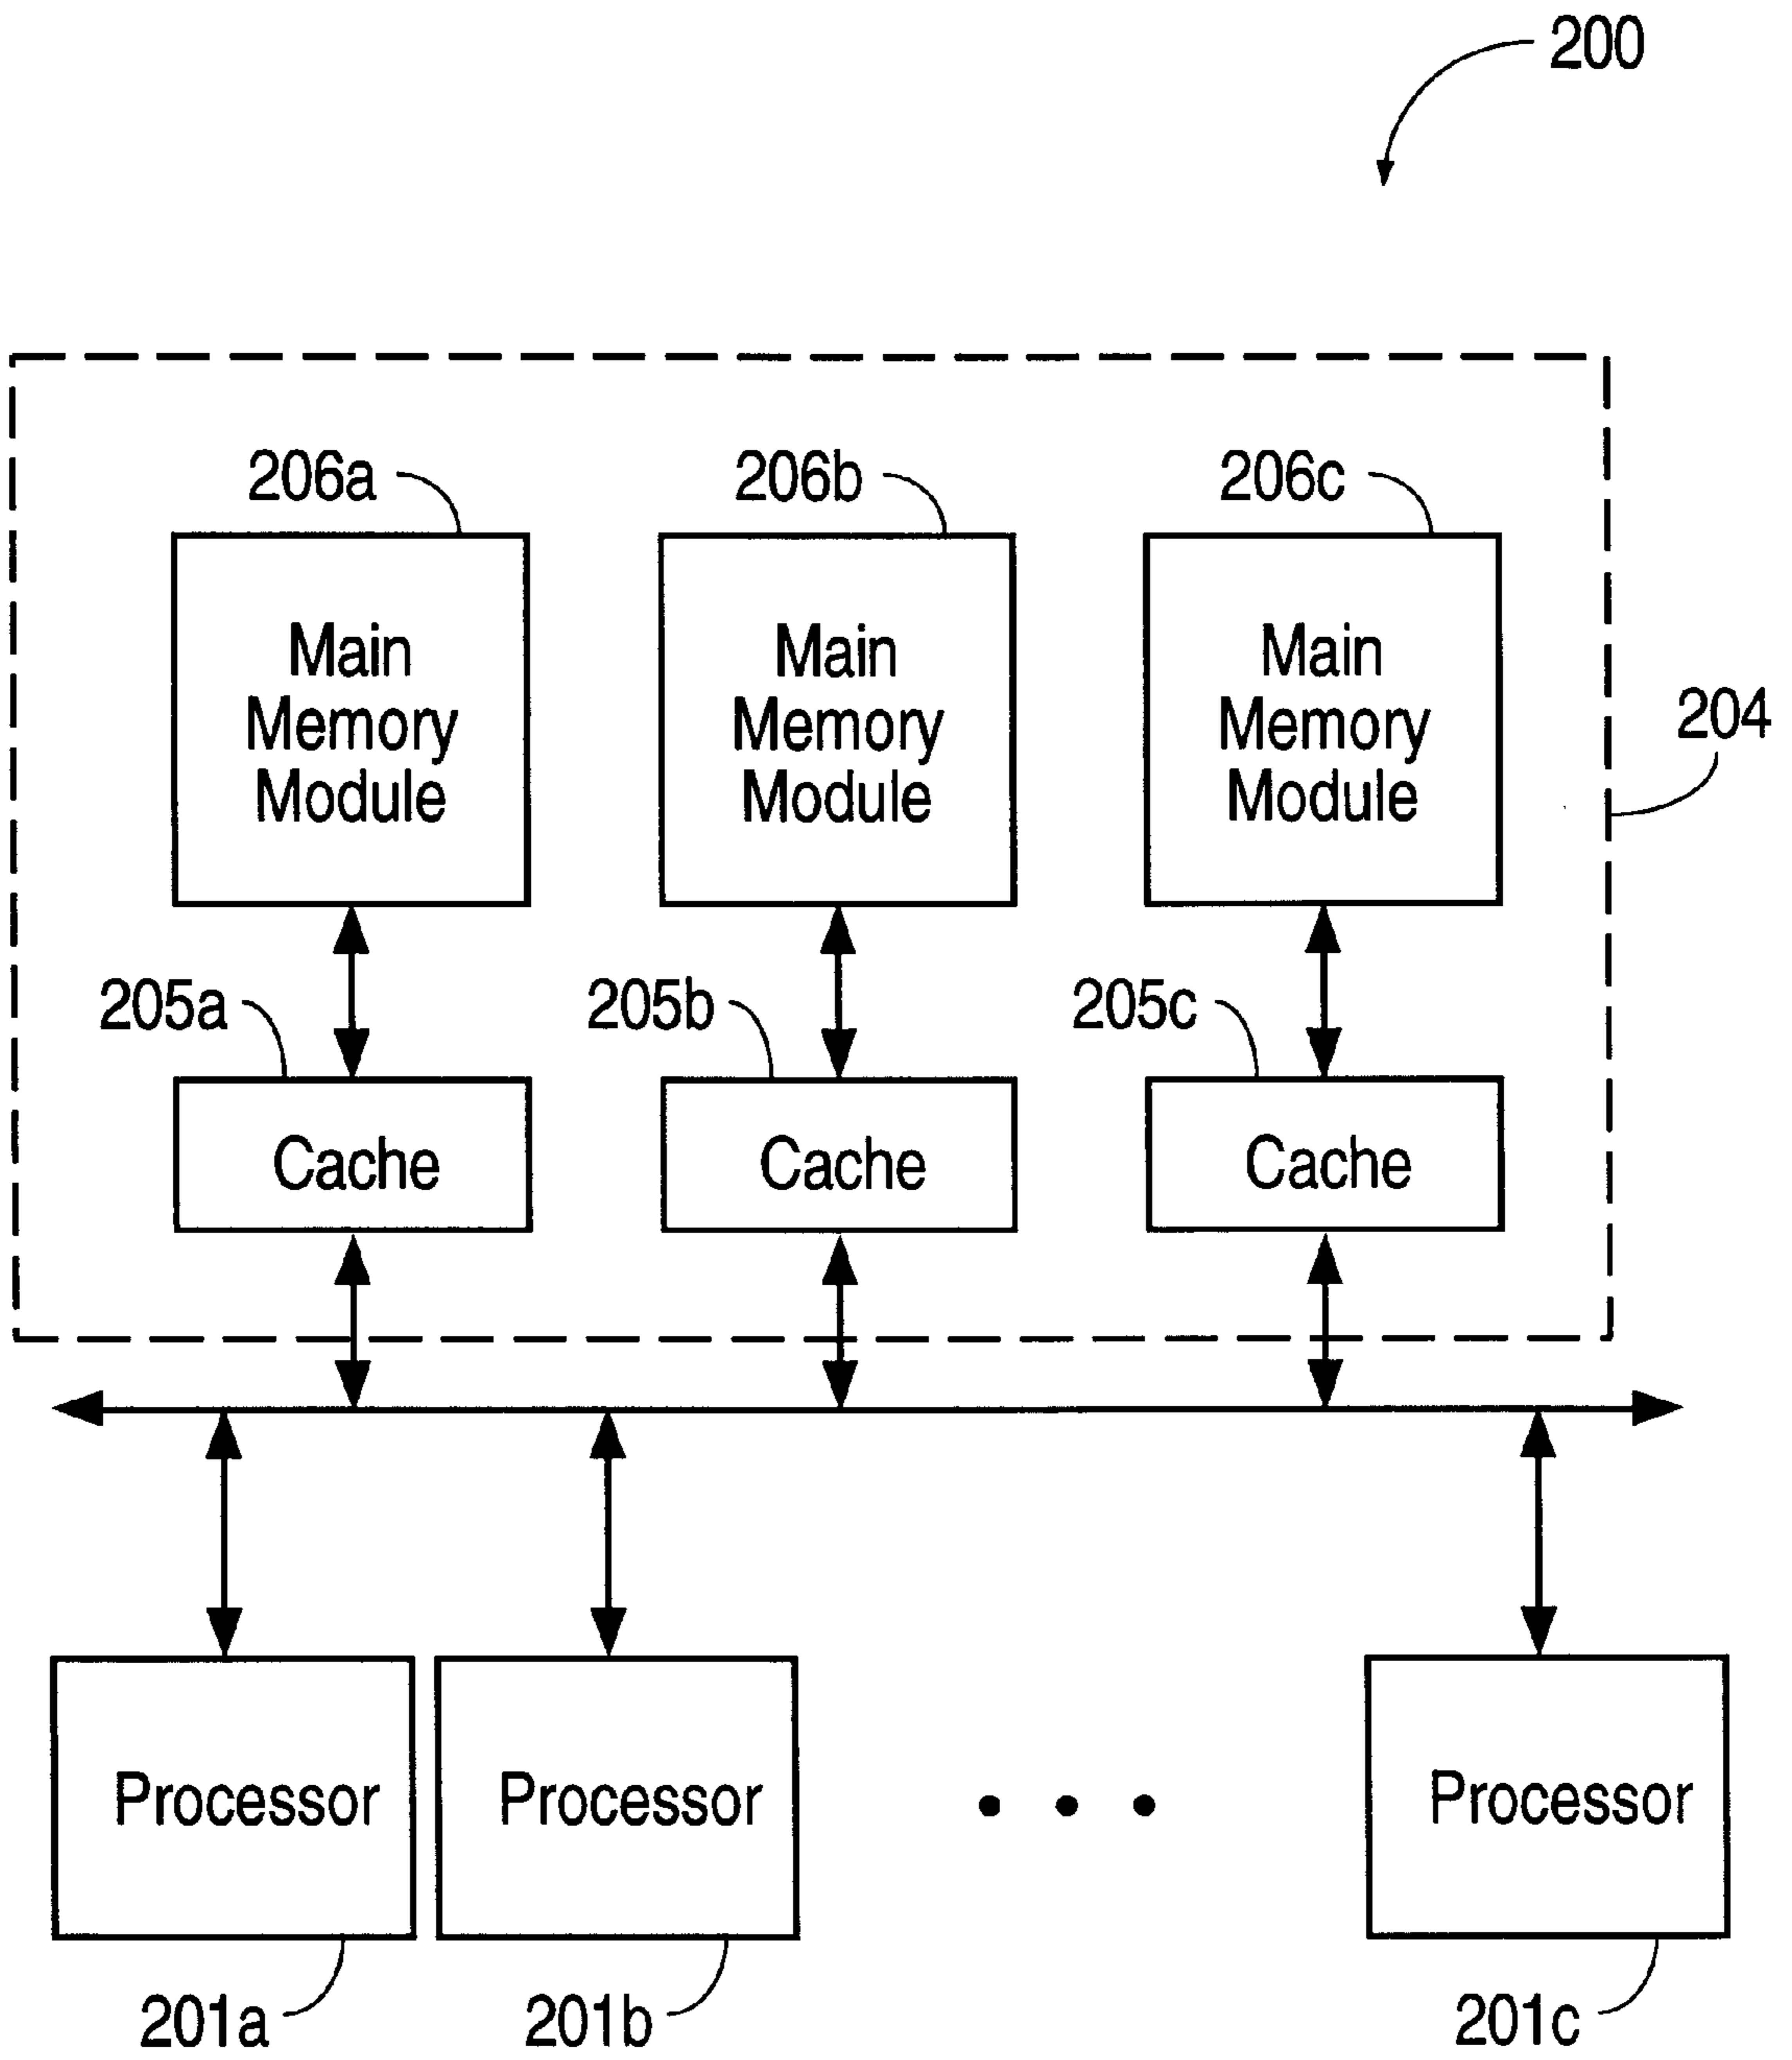 200
206a
206b
206c
Main
Memory
Module
Main
Memory
Module
Main
Memory
Module
204
205a
205b
205c
Cache
Cache
Cache
Processor
Processor
Processor
201a
201b
201c